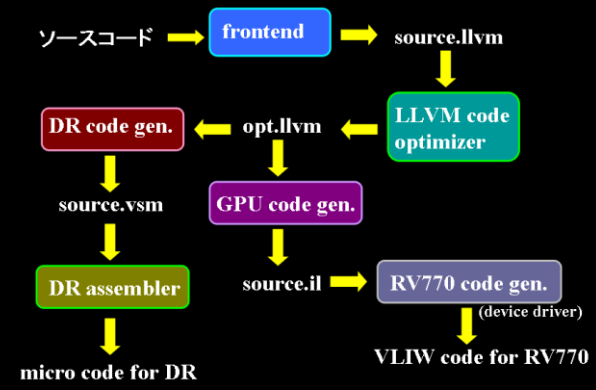 ソースコード
frontend
source.llvm
LLVM code
optimizer
opt.llvm
DR code gen.
source.vsm
GPU code gen.
DR assembler
source.il
RV770 code gen.
(device driver)
micro code for DR
VLIW code for RV770